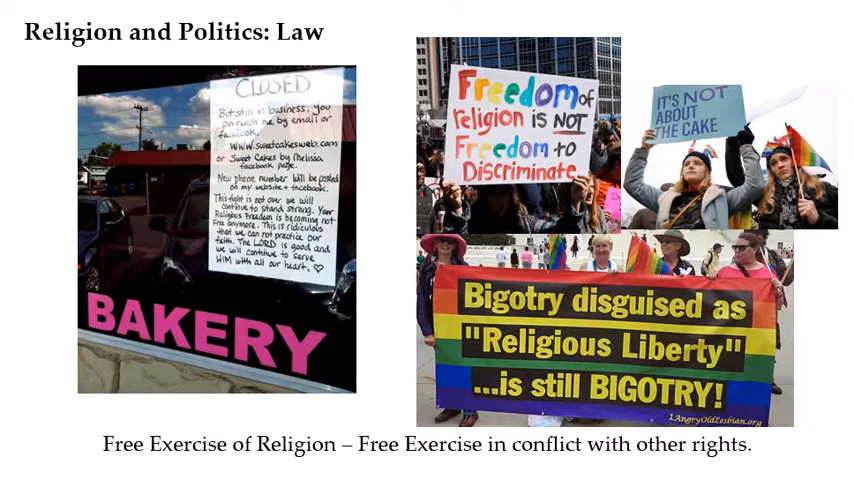 Religion and Politics: Law
CLOSED
But still in business. You
can reach me by email or
facebook.
www.sweetcakesweb.com
or Sweet Cakes by Melissa
facebook page.
New phone number will be posted
on my website + facebook.
This fight is not over we will
continue to stand strong. Your
Religious Freedom is becoming not
Free anymore. This is ridiculous
that we can not practice our
faith. The LORD is good and
we will continue to serve
HIM with all our heart. ♡
BAKERY
Freedom of
religion is NOT
Freedom to
Discriminate
IT'S NOT
ABOUT
THE CAKE
Bigotry disguised as
"Religious Liberty"
...is still BIGOTRY!
1AngryOldLesbian.org
Free Exercise of Religion – Free Exercise in conflict with other rights.